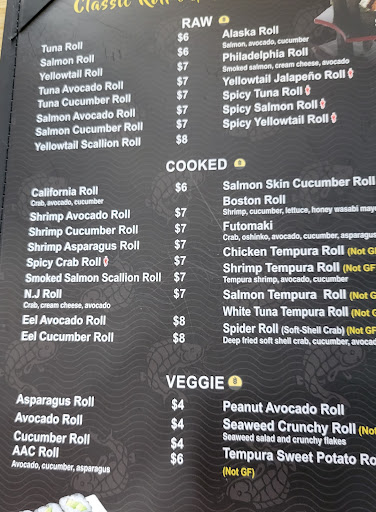 Classic Roll
RAW
Tuna Roll $6
Salmon Roll $6
Yellowtail Roll $7
Tuna Avocado Roll $7
Tuna Cucumber Roll $7
Salmon Avocado Roll $7
Salmon Cucumber Roll $7
Yellowtail Scallion Roll $8
Alaska Roll
Salmon, avocado, cucumber
Philadelphia Roll
Smoked salmon, cream cheese, avocado
Yellowtail Jalapeño Roll
Spicy Tuna Roll
Spicy Salmon Roll
Spicy Yellowtail Roll
COOKED
California Roll $6
Crab, avocado, cucumber
Shrimp Avocado Roll $7
Shrimp Cucumber Roll $7
Shrimp Asparagus Roll $7
Spicy Crab Roll $7
Smoked Salmon Scallion Roll $7
N.J Roll $7
Crab, cream cheese, avocado
Eel Avocado Roll $8
Eel Cucumber Roll $8
Salmon Skin Cucumber Roll
Boston Roll
Shrimp, cucumber, lettuce, honey wasabi mayo
Futomaki
Crab, oshinko, avocado, cucumber, asparagus
Chicken Tempura Roll (Not GF
Shrimp Tempura Roll (Not GF
Tempura shrimp, avocado, cucumber
Salmon Tempura Roll (Not G
White Tuna Tempura Roll (Not
Spider Roll (Soft-Shell Crab) (Not G
Deep fried soft shell crab, cucumber, avocad
VEGGIE
Asparagus Roll $4
Avocado Roll $4
Cucumber Roll $4
AAC Roll $6
Avocado, cucumber, asparagus
Peanut Avocado Roll
Seaweed Crunchy Roll (Not
Seaweed salad and crunchy flakes
Tempura Sweet Potato Ro
(Not GF)